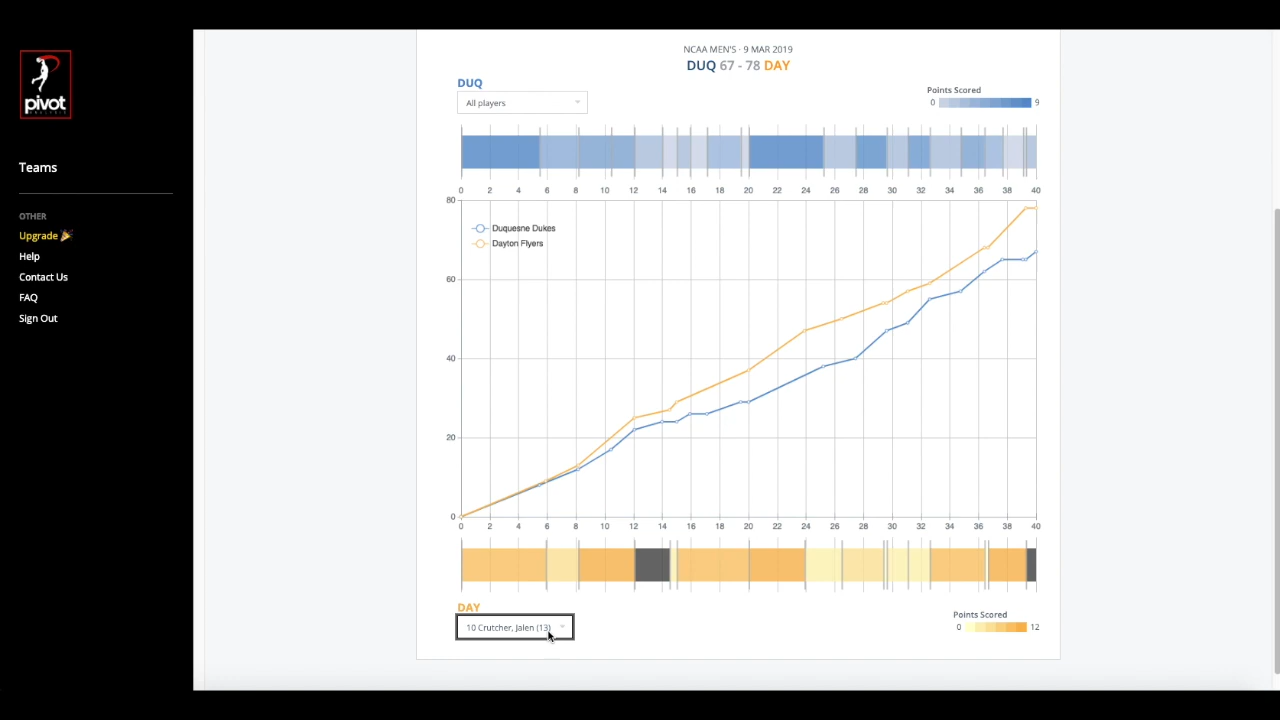 pivot
Teams
OTHER
Upgrade 🎉
Help
Contact Us
FAQ
Sign Out
NCAA MEN'S · 9 MAR 2019
DUQ 67 - 78 DAY
DUQ
All players
Points Scored
0 9
0 2 4 6 8 10 12 14 16 18 20 22 24 26 28 30 32 34 36 38 40
80
60
40
20
0
Duquesne Dukes
Dayton Flyers
0 2 4 6 8 10 12 14 16 18 20 22 24 26 28 30 32 34 36 38 40
DAY
10 Crutcher, Jalen (13)
Points Scored
0 12